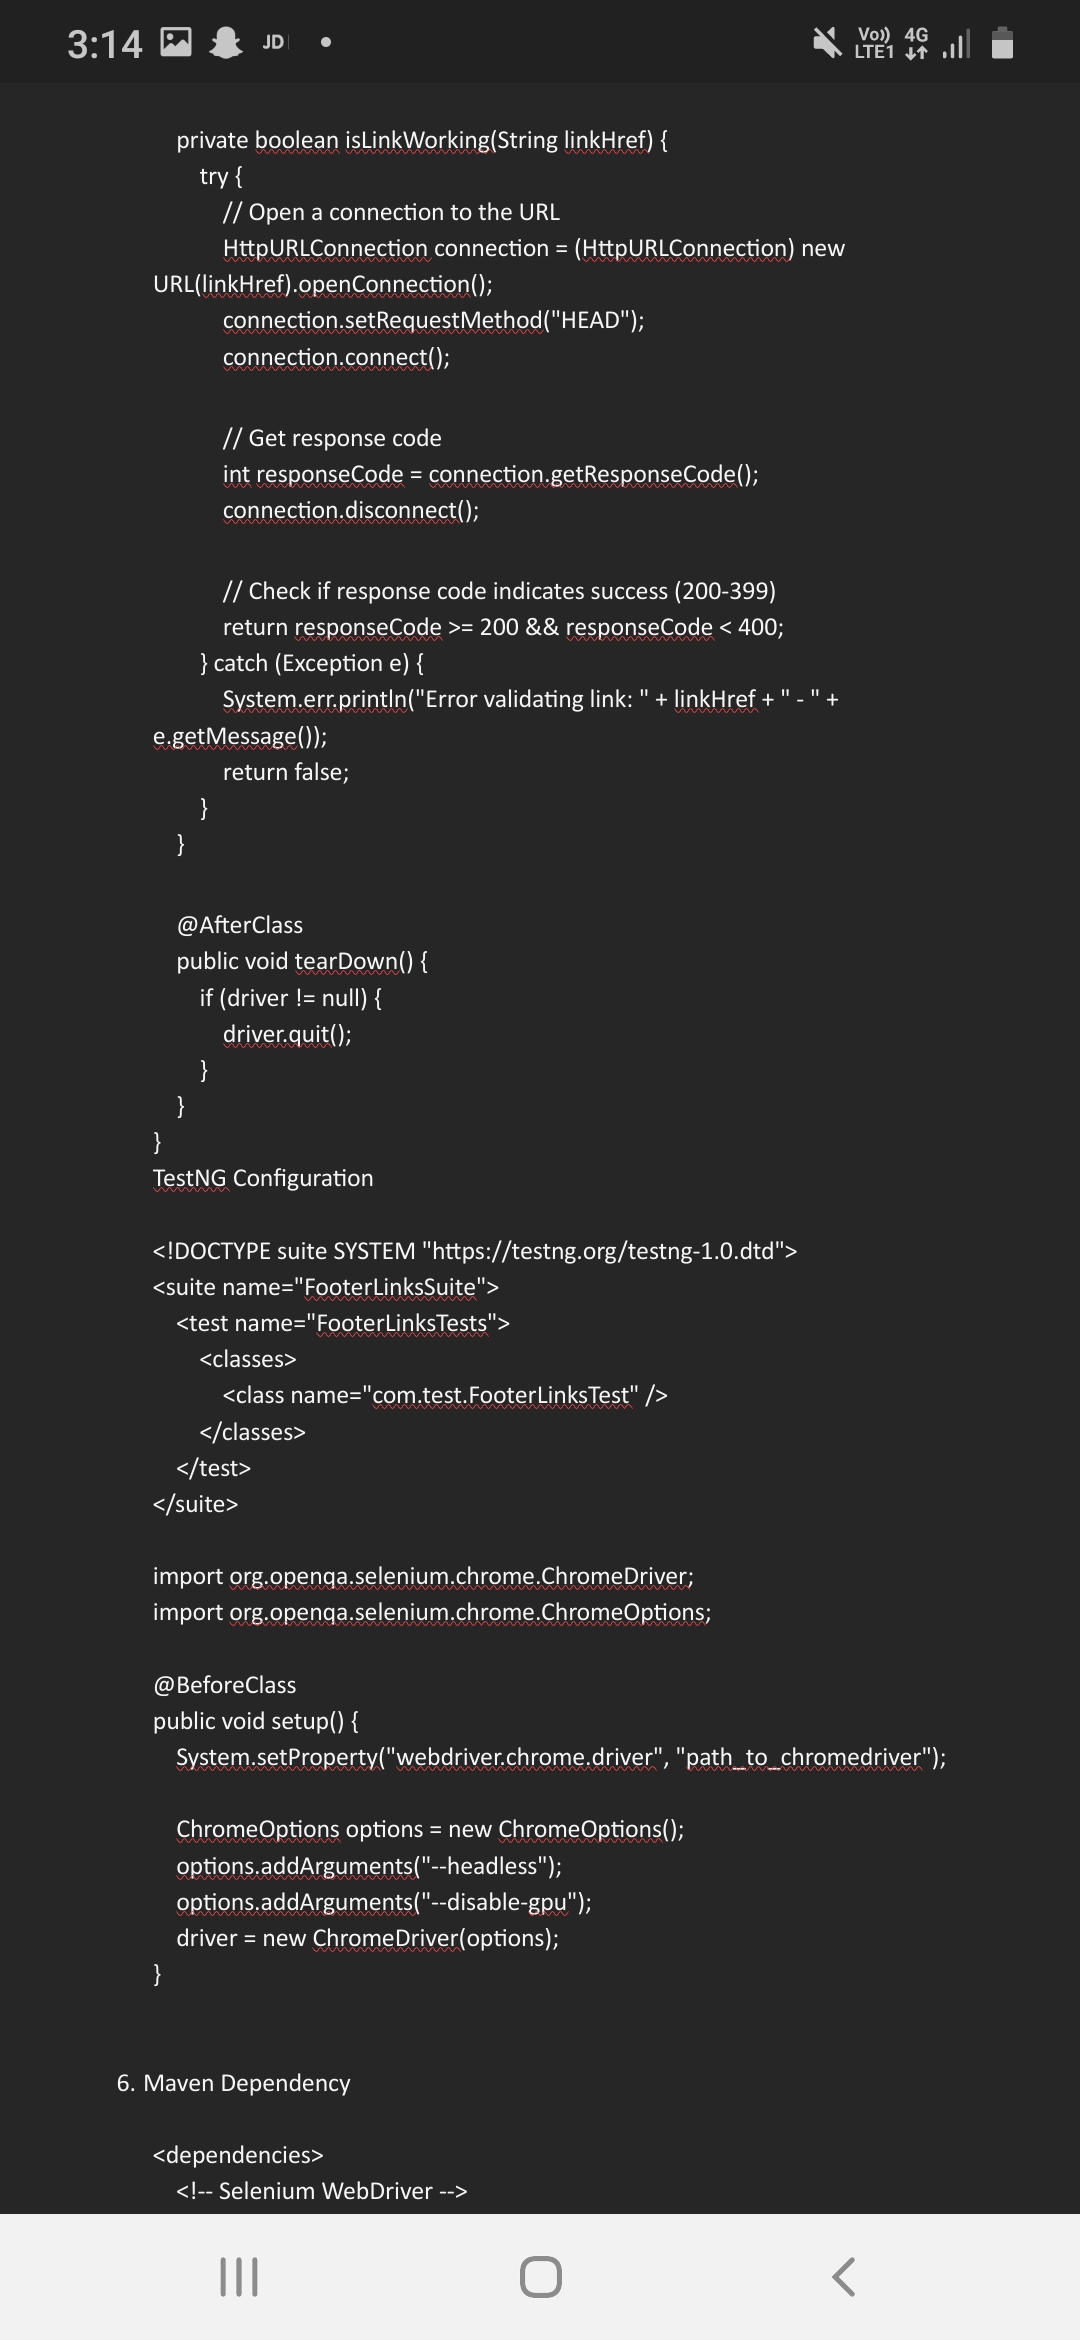 3:14 JD
Vo)) LTE1 4G
private boolean isLinkWorking(String linkHref) {
try {
// Open a connection to the URL
HttpURLConnection connection = (HttpURLConnection) new
URL(linkHref).openConnection();
connection.setRequestMethod("HEAD");
connection.connect();
// Get response code
int responseCode = connection.getResponseCode();
connection.disconnect();
// Check if response code indicates success (200-399)
return responseCode >= 200 && responseCode < 400;
} catch (Exception e) {
System.err.println("Error validating link: " + linkHref + " - " +
e.getMessage());
return false;
}
}
@AfterClass
public void tearDown() {
if (driver != null) {
driver.quit();
}
}
}
TestNG Configuration
<!DOCTYPE suite SYSTEM "https://testng.org/testng-1.0.dtd">
<suite name="FooterLinksSuite">
<test name="FooterLinksTests">
<classes>
<class name="com.test.FooterLinksTest" />
</classes>
</test>
</suite>
import org.openqa.selenium.chrome.ChromeDriver;
import org.openqa.selenium.chrome.ChromeOptions;
@BeforeClass
public void setup() {
System.setProperty("webdriver.chrome.driver", "path_to_chromedriver");
ChromeOptions options = new ChromeOptions();
options.addArguments("--headless");
options.addArguments("--disable-gpu");
driver = new ChromeDriver(options);
}
6. Maven Dependency
<dependencies>
<!-- Selenium WebDriver -->